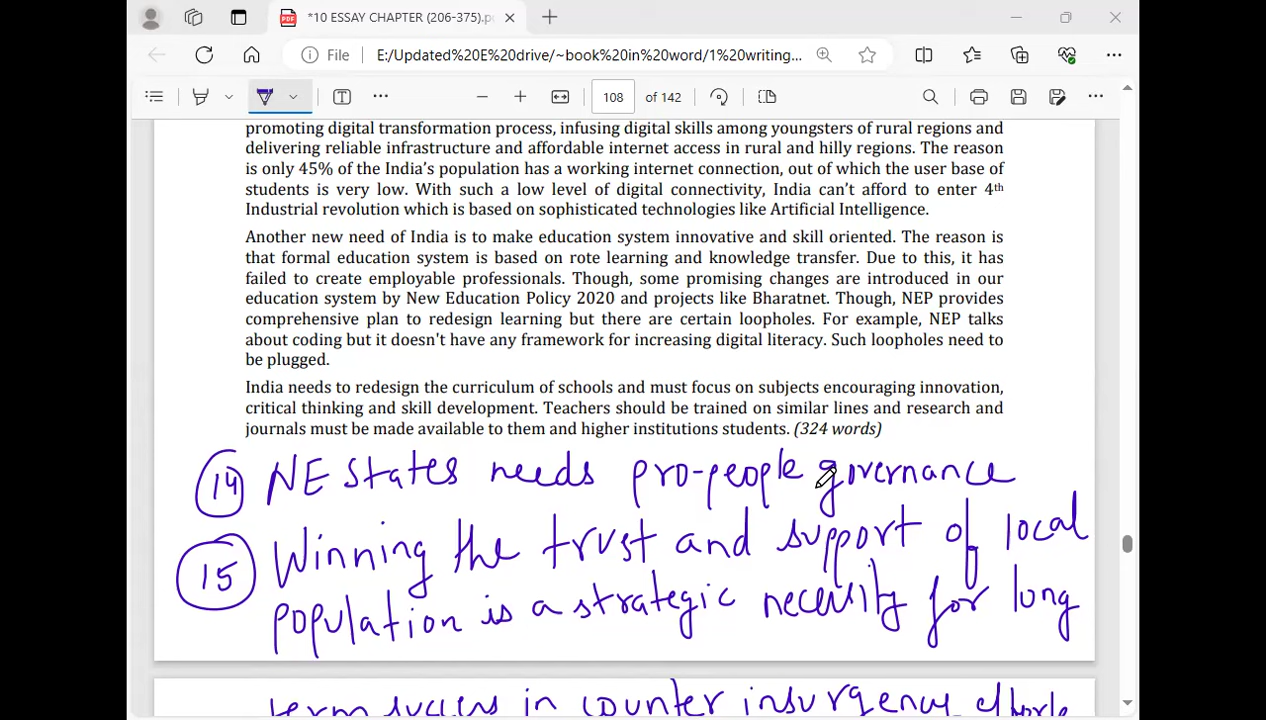 *10 ESSAY CHAPTER (206-375).p
File E:/Updated%20E%20drive/~book%20in%20word/1%20writing...
108 of 142
promoting digital transformation process, infusing digital skills among youngsters of rural regions and
delivering reliable infrastructure and affordable internet access in rural and hilly regions. The reason
is only 45% of the India's population has a working internet connection, out of which the user base of
students is very low. With such a low level of digital connectivity, India can't afford to enter 4th
Industrial revolution which is based on sophisticated technologies like Artificial Intelligence.
Another new need of India is to make education system innovative and skill oriented. The reason is
that formal education system is based on rote learning and knowledge transfer. Due to this, it has
failed to create employable professionals. Though, some promising changes are introduced in our
education system by New Education Policy 2020 and projects like Bharatnet. Though, NEP provides
comprehensive plan to redesign learning but there are certain loopholes. For example, NEP talks
about coding but it doesn't have any framework for increasing digital literacy. Such loopholes need to
be plugged.
India needs to redesign the curriculum of schools and must focus on subjects encouraging innovation,
critical thinking and skill development. Teachers should be trained on similar lines and research and
journals must be made available to them and higher institutions students. (324 words)
14 NE States needs pro-people governance
15 Winning the trust and support of local
population is a strategic necessity for long
term success in counter insurgency efforts